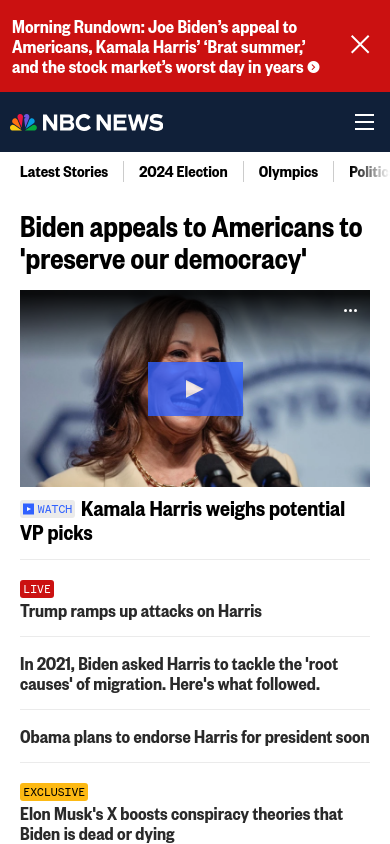 Morning Rundown: Joe Biden’s appeal to
Americans, Kamala Harris’ ‘Brat summer,’
and the stock market’s worst day in years
NBC NEWS
Latest Stories
2024 Election
Olympics
Politic
Biden appeals to Americans to
'preserve our democracy'
WATCH Kamala Harris weighs potential
VP picks
LIVE
Trump ramps up attacks on Harris
In 2021, Biden asked Harris to tackle the 'root
causes' of migration. Here's what followed.
Obama plans to endorse Harris for president soon
EXCLUSIVE
Elon Musk's X boosts conspiracy theories that
Biden is dead or dying